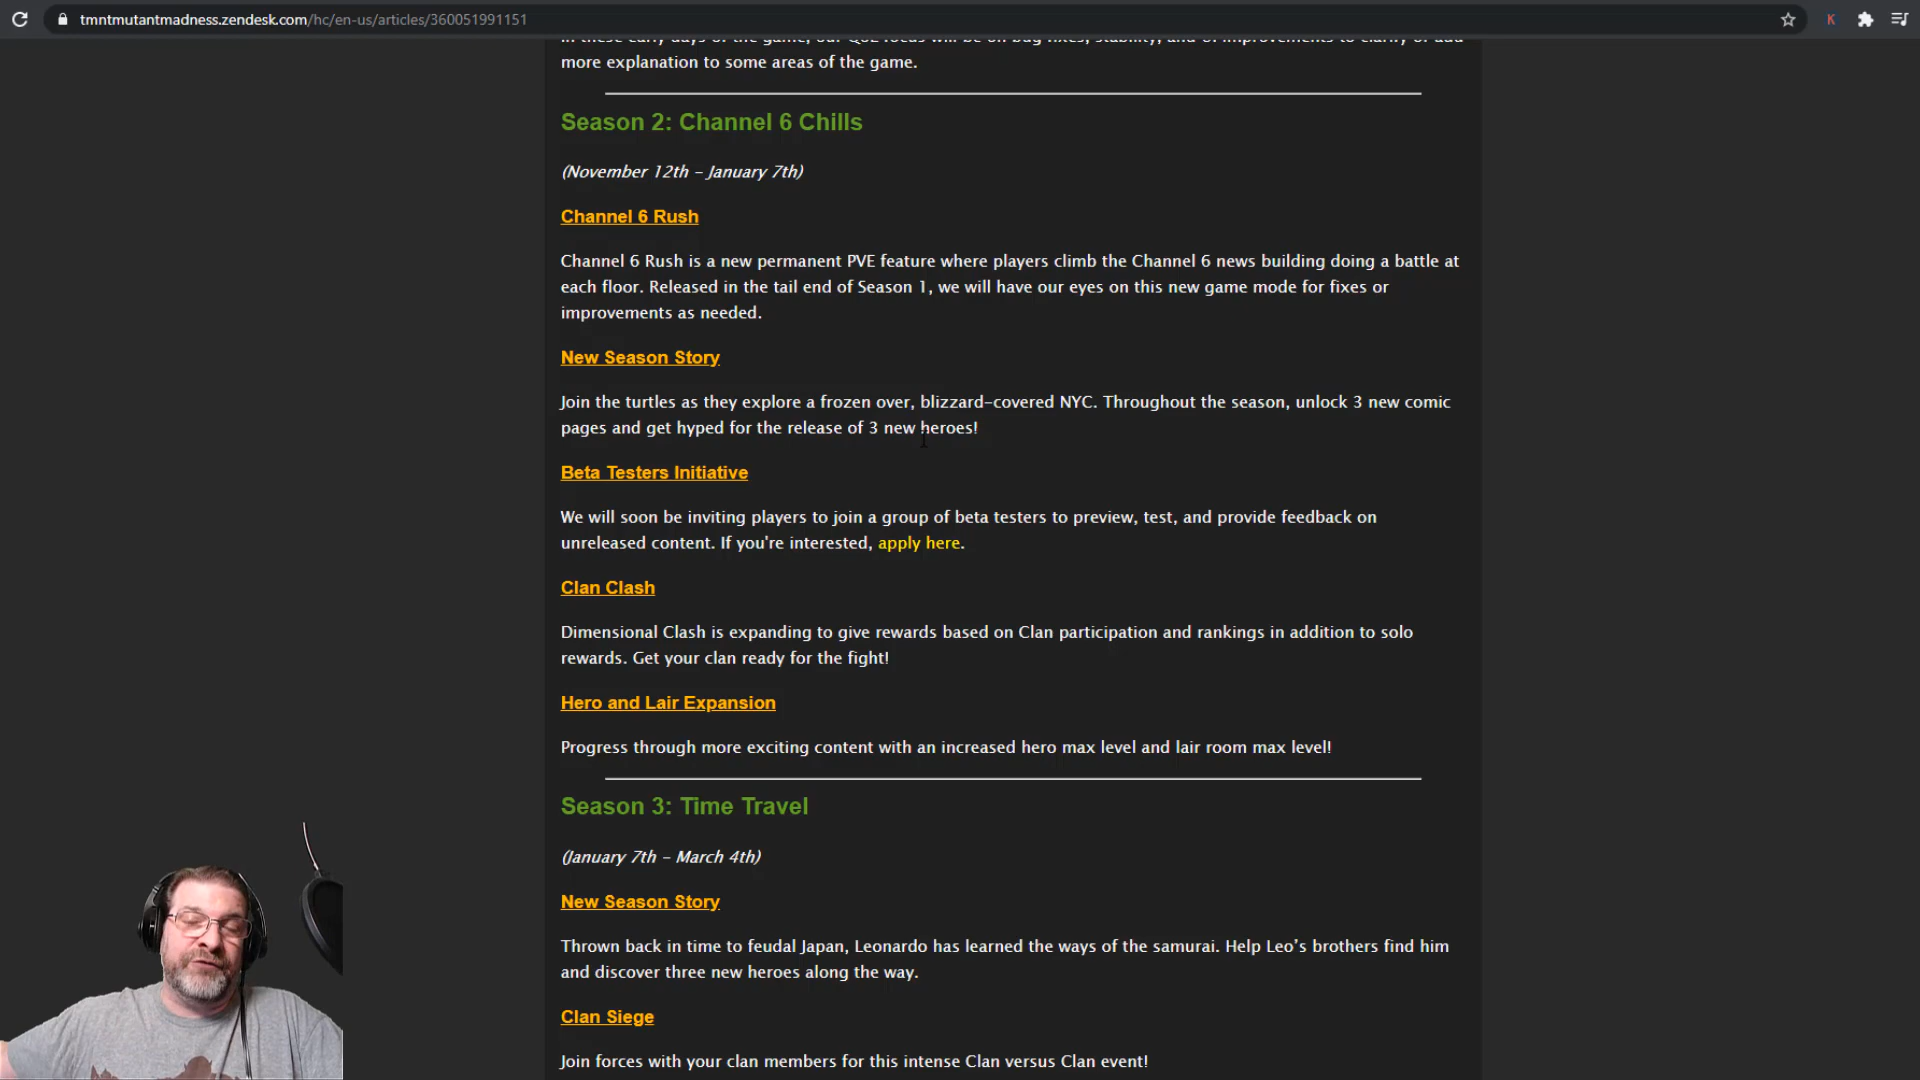 tmntmutantmadness.zendesk.com/hc/en-us/articles/360051991151
K
more explanation to some areas of the game.
Season 2: Channel 6 Chills
(November 12th – January 7th)
Channel 6 Rush
Channel 6 Rush is a new permanent PVE feature where players climb the Channel 6 news building doing a battle at
each floor. Released in the tail end of Season 1, we will have our eyes on this new game mode for fixes or
improvements as needed.
New Season Story
Join the turtles as they explore a frozen over, blizzard-covered NYC. Throughout the season, unlock 3 new comic
pages and get hyped for the release of 3 new heroes!
Beta Testers Initiative
We will soon be inviting players to join a group of beta testers to preview, test, and provide feedback on
unreleased content. If you're interested, apply here.
Clan Clash
Dimensional Clash is expanding to give rewards based on Clan participation and rankings in addition to solo
rewards. Get your clan ready for the fight!
Hero and Lair Expansion
Progress through more exciting content with an increased hero max level and lair room max level!
Season 3: Time Travel
(January 7th – March 4th)
New Season Story
Thrown back in time to feudal Japan, Leonardo has learned the ways of the samurai. Help Leo's brothers find him
and discover three new heroes along the way.
Clan Siege
Join forces with your clan members for this intense Clan versus Clan event!